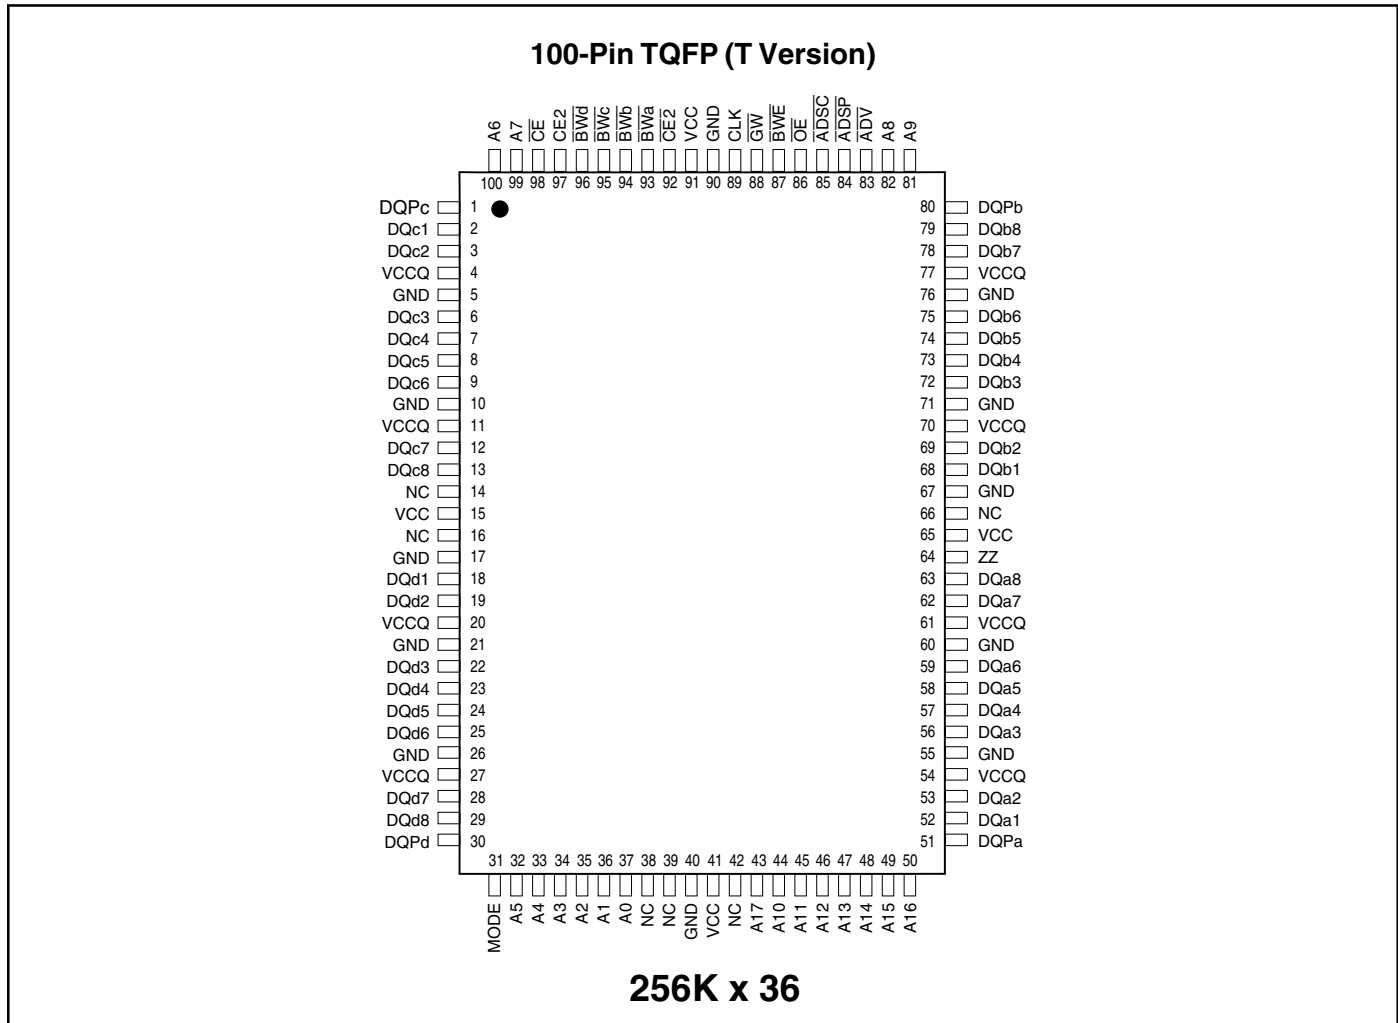 100-Pin TQFP (T Version)
A6
A7
CE
CE2
BWd
BWc
BWb
BWa
CE2
VCC
GND
CLK
GW
BWE
OE
ADSC
ADSP
ADV
A8
A9
100 99 98 97 96 95 94 93 92 91 90 89 88 87 86 85 84 83 82 81
DQPc 1 80 DQPb
DQc1 2 79 DQb8
DQc2 3 78 DQb7
VCCQ 4 77 VCCQ
GND 5 76 GND
DQc3 6 75 DQb6
DQc4 7 74 DQb5
DQc5 8 73 DQb4
DQc6 9 72 DQb3
GND 10 71 GND
VCCQ 11 70 VCCQ
DQc7 12 69 DQb2
DQc8 13 68 DQb1
NC 14 67 GND
VCC 15 66 NC
NC 16 65 VCC
GND 17 64 ZZ
DQd1 18 63 DQa8
DQd2 19 62 DQa7
VCCQ 20 61 VCCQ
GND 21 60 GND
DQd3 22 59 DQa6
DQd4 23 58 DQa5
DQd5 24 57 DQa4
DQd6 25 56 DQa3
GND 26 55 GND
VCCQ 27 54 VCCQ
DQd7 28 53 DQa2
DQd8 29 52 DQa1
DQPd 30 51 DQPa
31 32 33 34 35 36 37 38 39 40 41 42 43 44 45 46 47 48 49 50
MODE
A5
A4
A3
A2
A1
A0
NC
NC
GND
VCC
NC
A17
A10
A11
A12
A13
A14
A15
A16
256K x 36